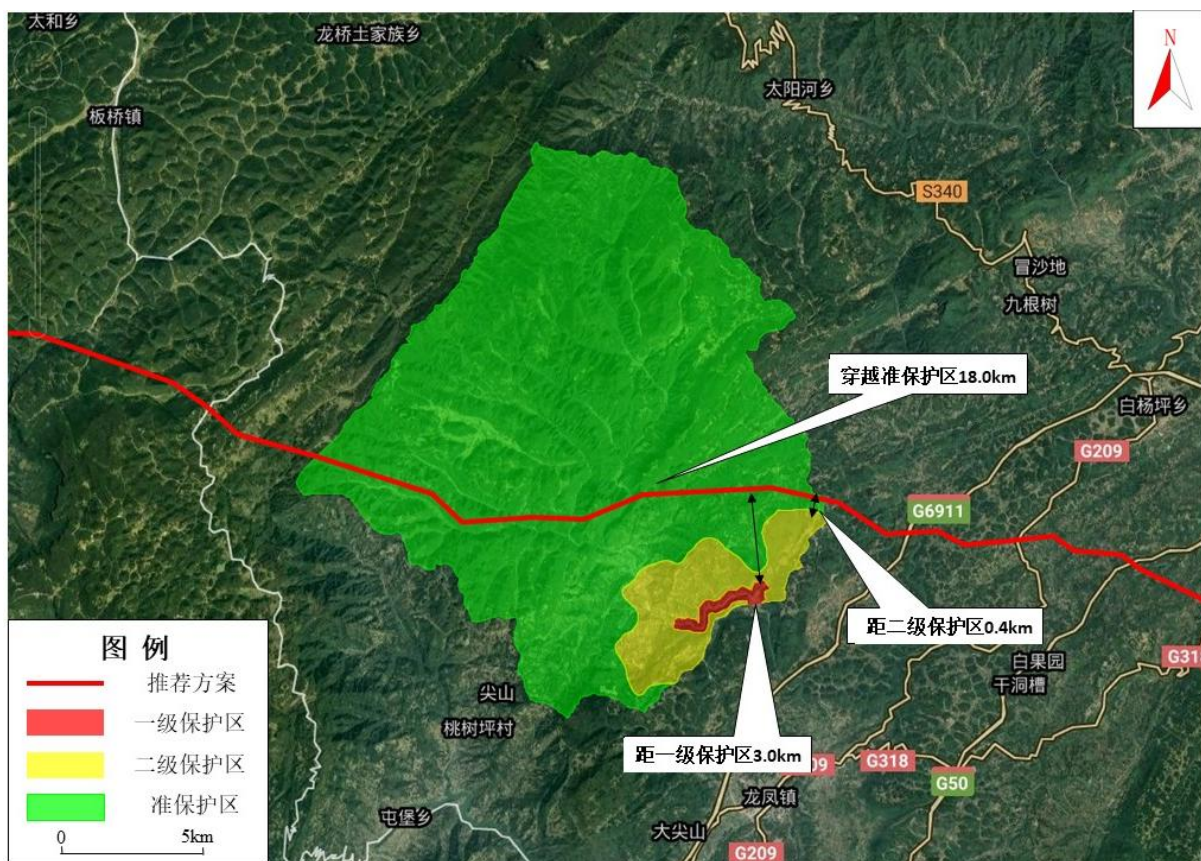 太和乡
龙桥土家族乡
N
板桥镇
太阳河乡
S340
冒沙地
九根树
穿越准保护区18.0km
白杨坪乡
G209
G6911
距二级保护区0.4km
图 例
推荐方案
一级保护区
二级保护区
准保护区
0
5km
白果园
干洞槽
G31
尖山
桃树坪村
距一级保护区3.0km
09
G318
G50
龙凤镇
屯堡乡
大尖山
G209